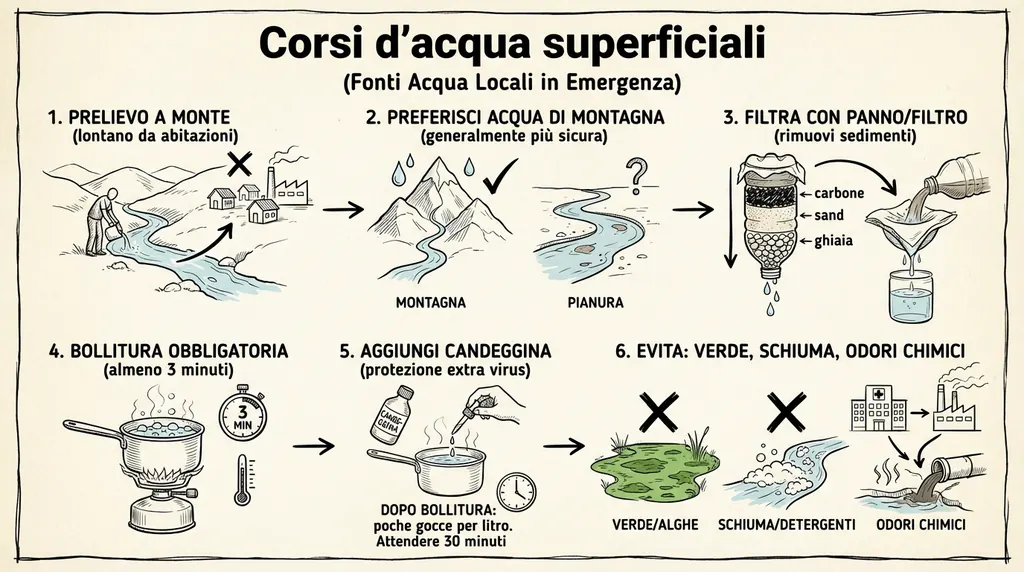 Corsi d'acqua superficiali
(Fonti Acqua Locali in Emergenza)
1. PRELIEVO A MONTE
(lontano da abitazioni)
2. PREFERISCI ACQUA DI MONTAGNA
(generalmente più sicura)
?
MONTAGNA
PIANURA
3. FILTRA CON PANNO/FILTRO
(rimuovi sedimenti)
carbone
sand
ghiaia
4. BOLLITURA OBBLIGATORIA
(almeno 3 minuti)
3
MIN
5. AGGIUNGI CANDEGGINA
(protezione extra virus)
CANDE-
GGINA
DOPO BOLLITURA:
poche gocce per litro.
Attendere 30 minuti
6. EVITA: VERDE, SCHIUMA, ODORI CHIMICI
VERDE/ALGHE
SCHIUMA/DETERGENTI
ODORI CHIMICI